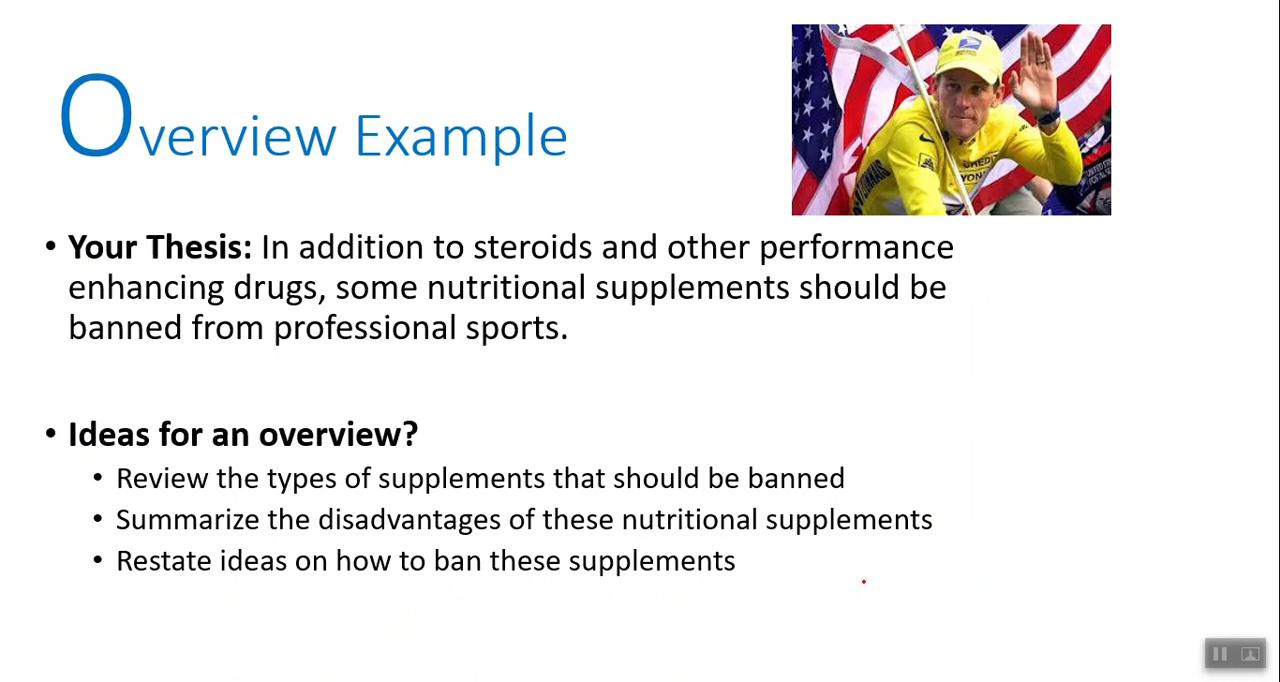 Overview Example
• Your Thesis: In addition to steroids and other performance
enhancing drugs, some nutritional supplements should be
banned from professional sports.
• Ideas for an overview?
• Review the types of supplements that should be banned
• Summarize the disadvantages of these nutritional supplements
• Restate ideas on how to ban these supplements
CREDIT